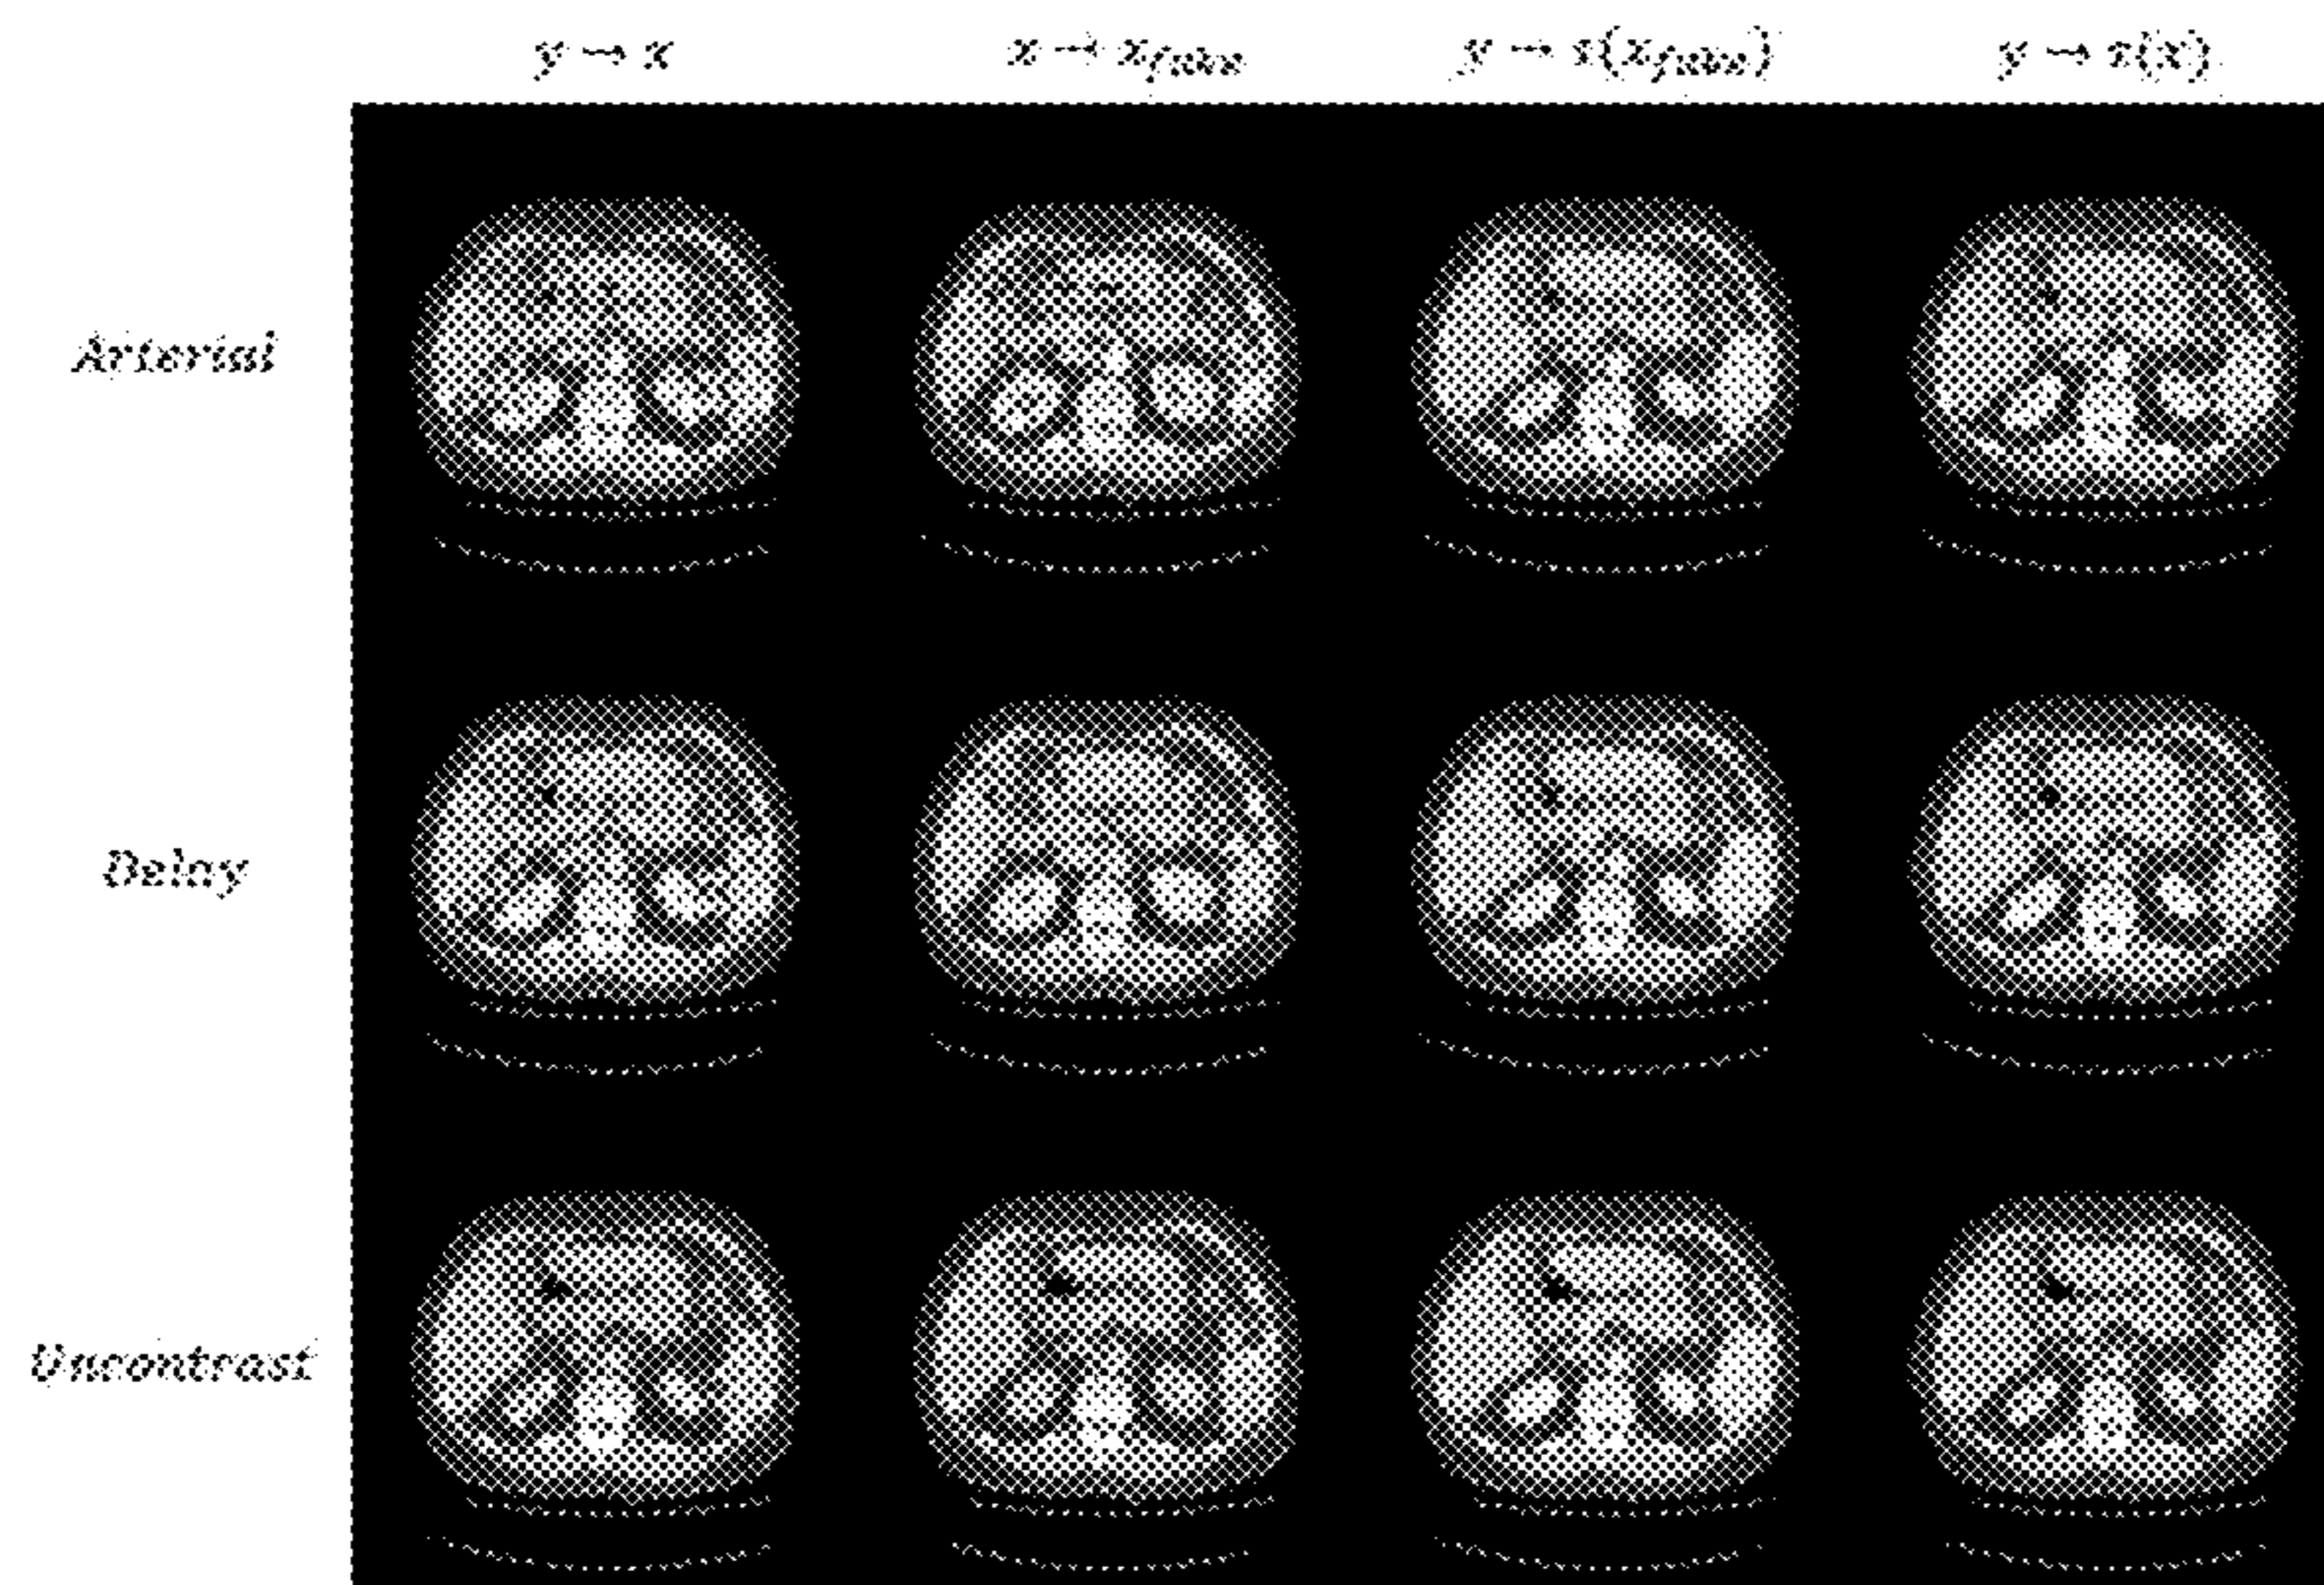 y → x x → x_fake y → s(x_fake) y → s(x)
Arterial
Delay
Uncontrast